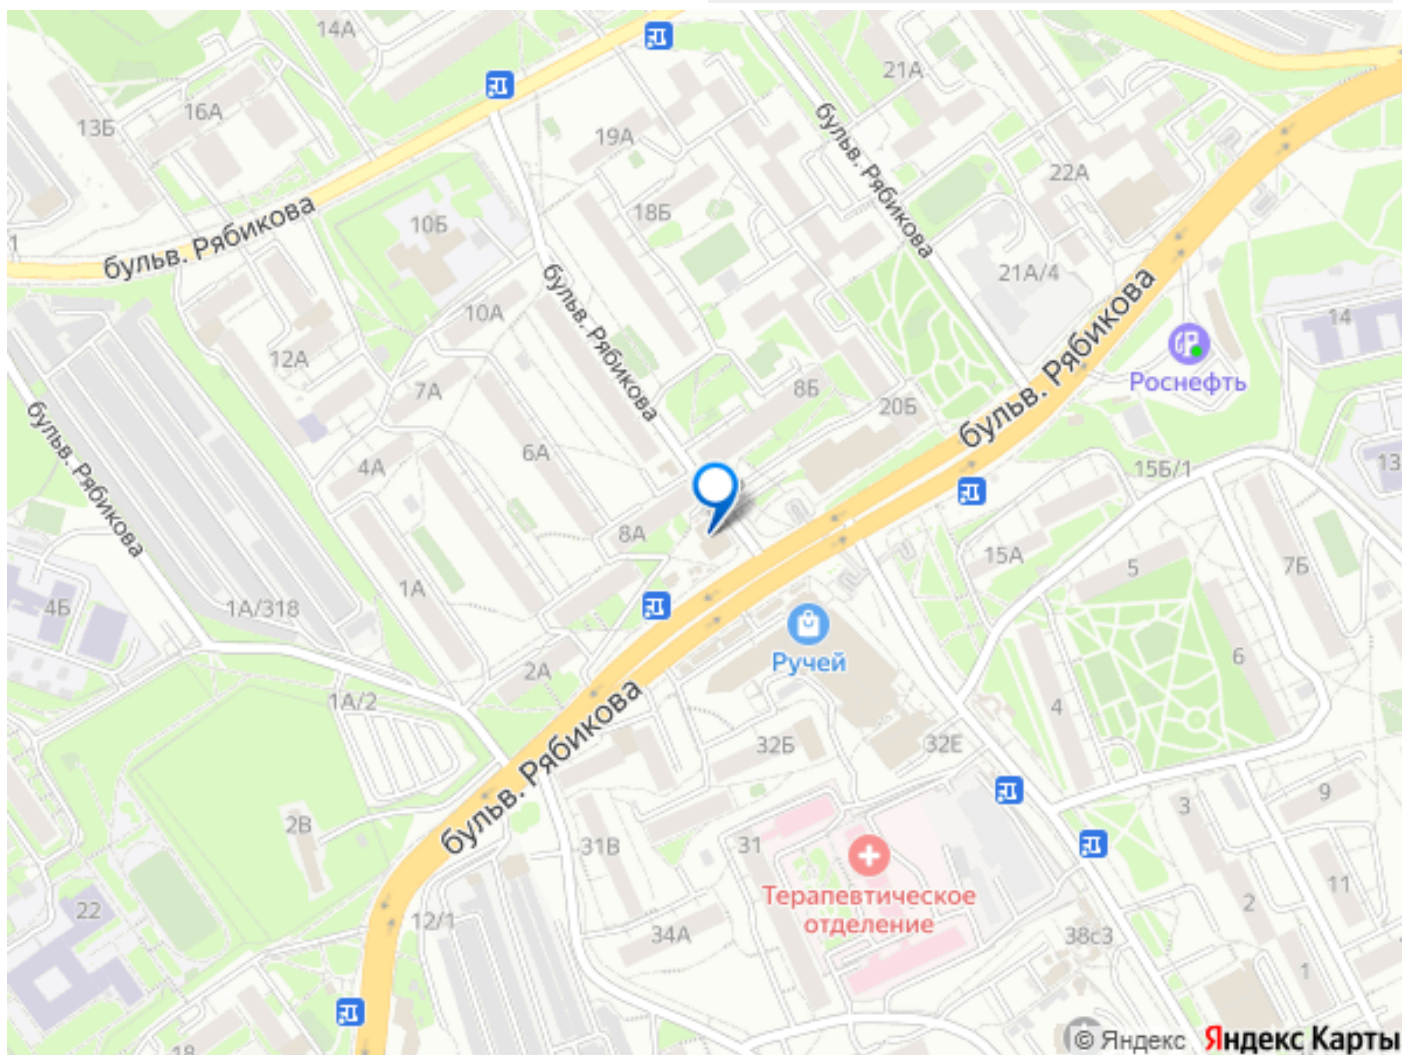 14А
21А
16А
13Б
19А
бульв. Рябикова
22А
бульв. Рябикова
18Б
10Б
1
21А/4
бульв. Рябикова
10А
бульв. Рябикова
14
12А
Роснефть
7А
8Б
20Б
бульв. Рябикова
6А
4А
15Б/1
13
8А
15А
5
7Б
1А
4Б
1А/318
Ручей
6
2А
1А/2
4
бульв. Рябикова
32Б
32Е
3
9
2В
31В
31
11
Терапевтическое
отделение
22
12/1
2
34А
38с3
1
18
© Яндекс
Яндекс Карты